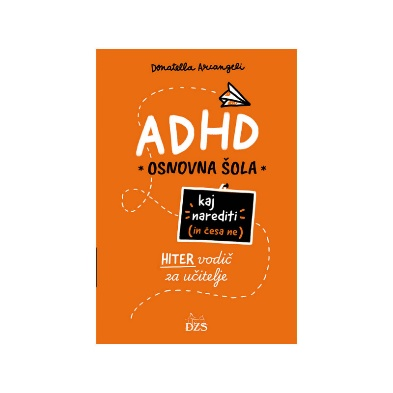 Donatella Arcangeli
ADHD
* OSNOVNA ŠOLA *
kaj
narediti
(in česa ne)
HITER vodič
za učitelje
DZS